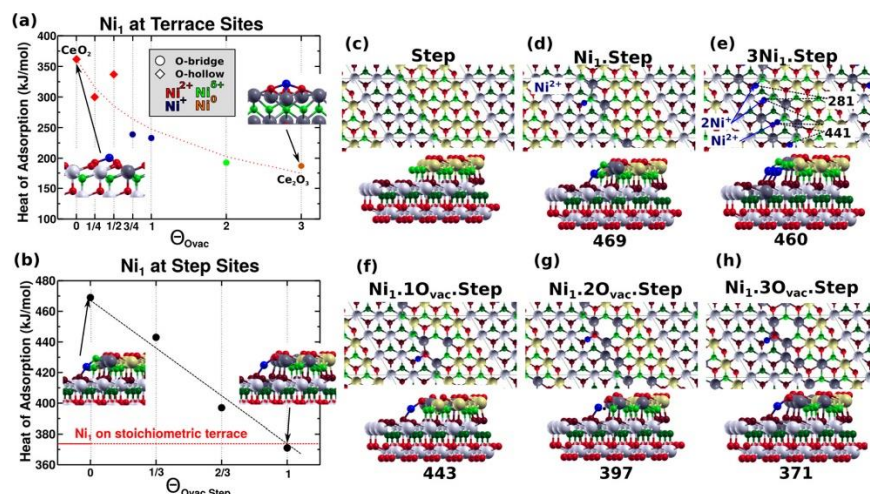 (a) Ni₁ at Terrace Sites
Heat of Adsorption (kJ/mol)
400
350
300
250
200
150
100
CeO₂
O-bridge
O-hollow
Ni²⁺ Ni^δ⁺
Ni⁺ Ni⁰
Ce₂O₃
0 1/4 1/2 3/4 1 2 3
Θ_Ovac
(b) Ni₁ at Step Sites
Heat of Adsorption (kJ/mol)
480
460
440
420
400
380
360
Ni₁ on stoichiometric terrace
0 1/3 2/3 1
Θ_Ovac.Step
(c) Step
(d) Ni₁.Step
Ni²⁺
469
(e) 3Ni₁.Step
281
2Ni⁺
441
Ni²⁺
460
(f) Ni₁.1Oᵥₐc.Step
443
(g) Ni₁.2Oᵥₐc.Step
397
(h) Ni₁.3Oᵥₐc.Step
371